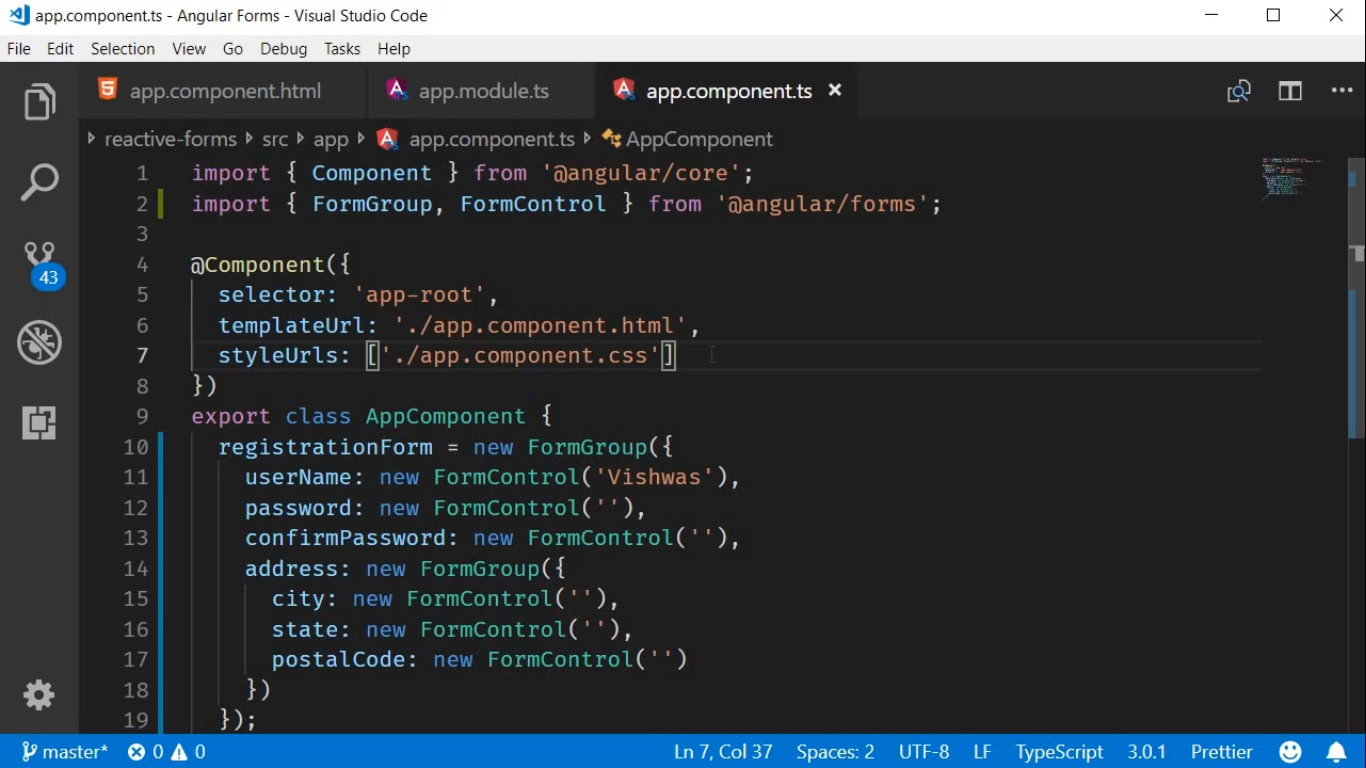 app.component.ts - Angular Forms - Visual Studio Code
File Edit Selection View Go Debug Tasks Help
app.component.html app.module.ts app.component.ts
reactive-forms src app app.component.ts AppComponent
1 import { Component } from '@angular/core';
2 import { FormGroup, FormControl } from '@angular/forms';
3
4 @Component({
5 selector: 'app-root',
6 templateUrl: './app.component.html',
7 styleUrls: ['./app.component.css']
8 })
9 export class AppComponent {
10 registrationForm = new FormGroup({
11 userName: new FormControl('Vishwas'),
12 password: new FormControl(''),
13 confirmPassword: new FormControl(''),
14 address: new FormGroup({
15 city: new FormControl(''),
16 state: new FormControl(''),
17 postalCode: new FormControl('')
18 })
19 });
43
master* 0 0 Ln 7, Col 37 Spaces: 2 UTF-8 LF TypeScript 3.0.1 Prettier